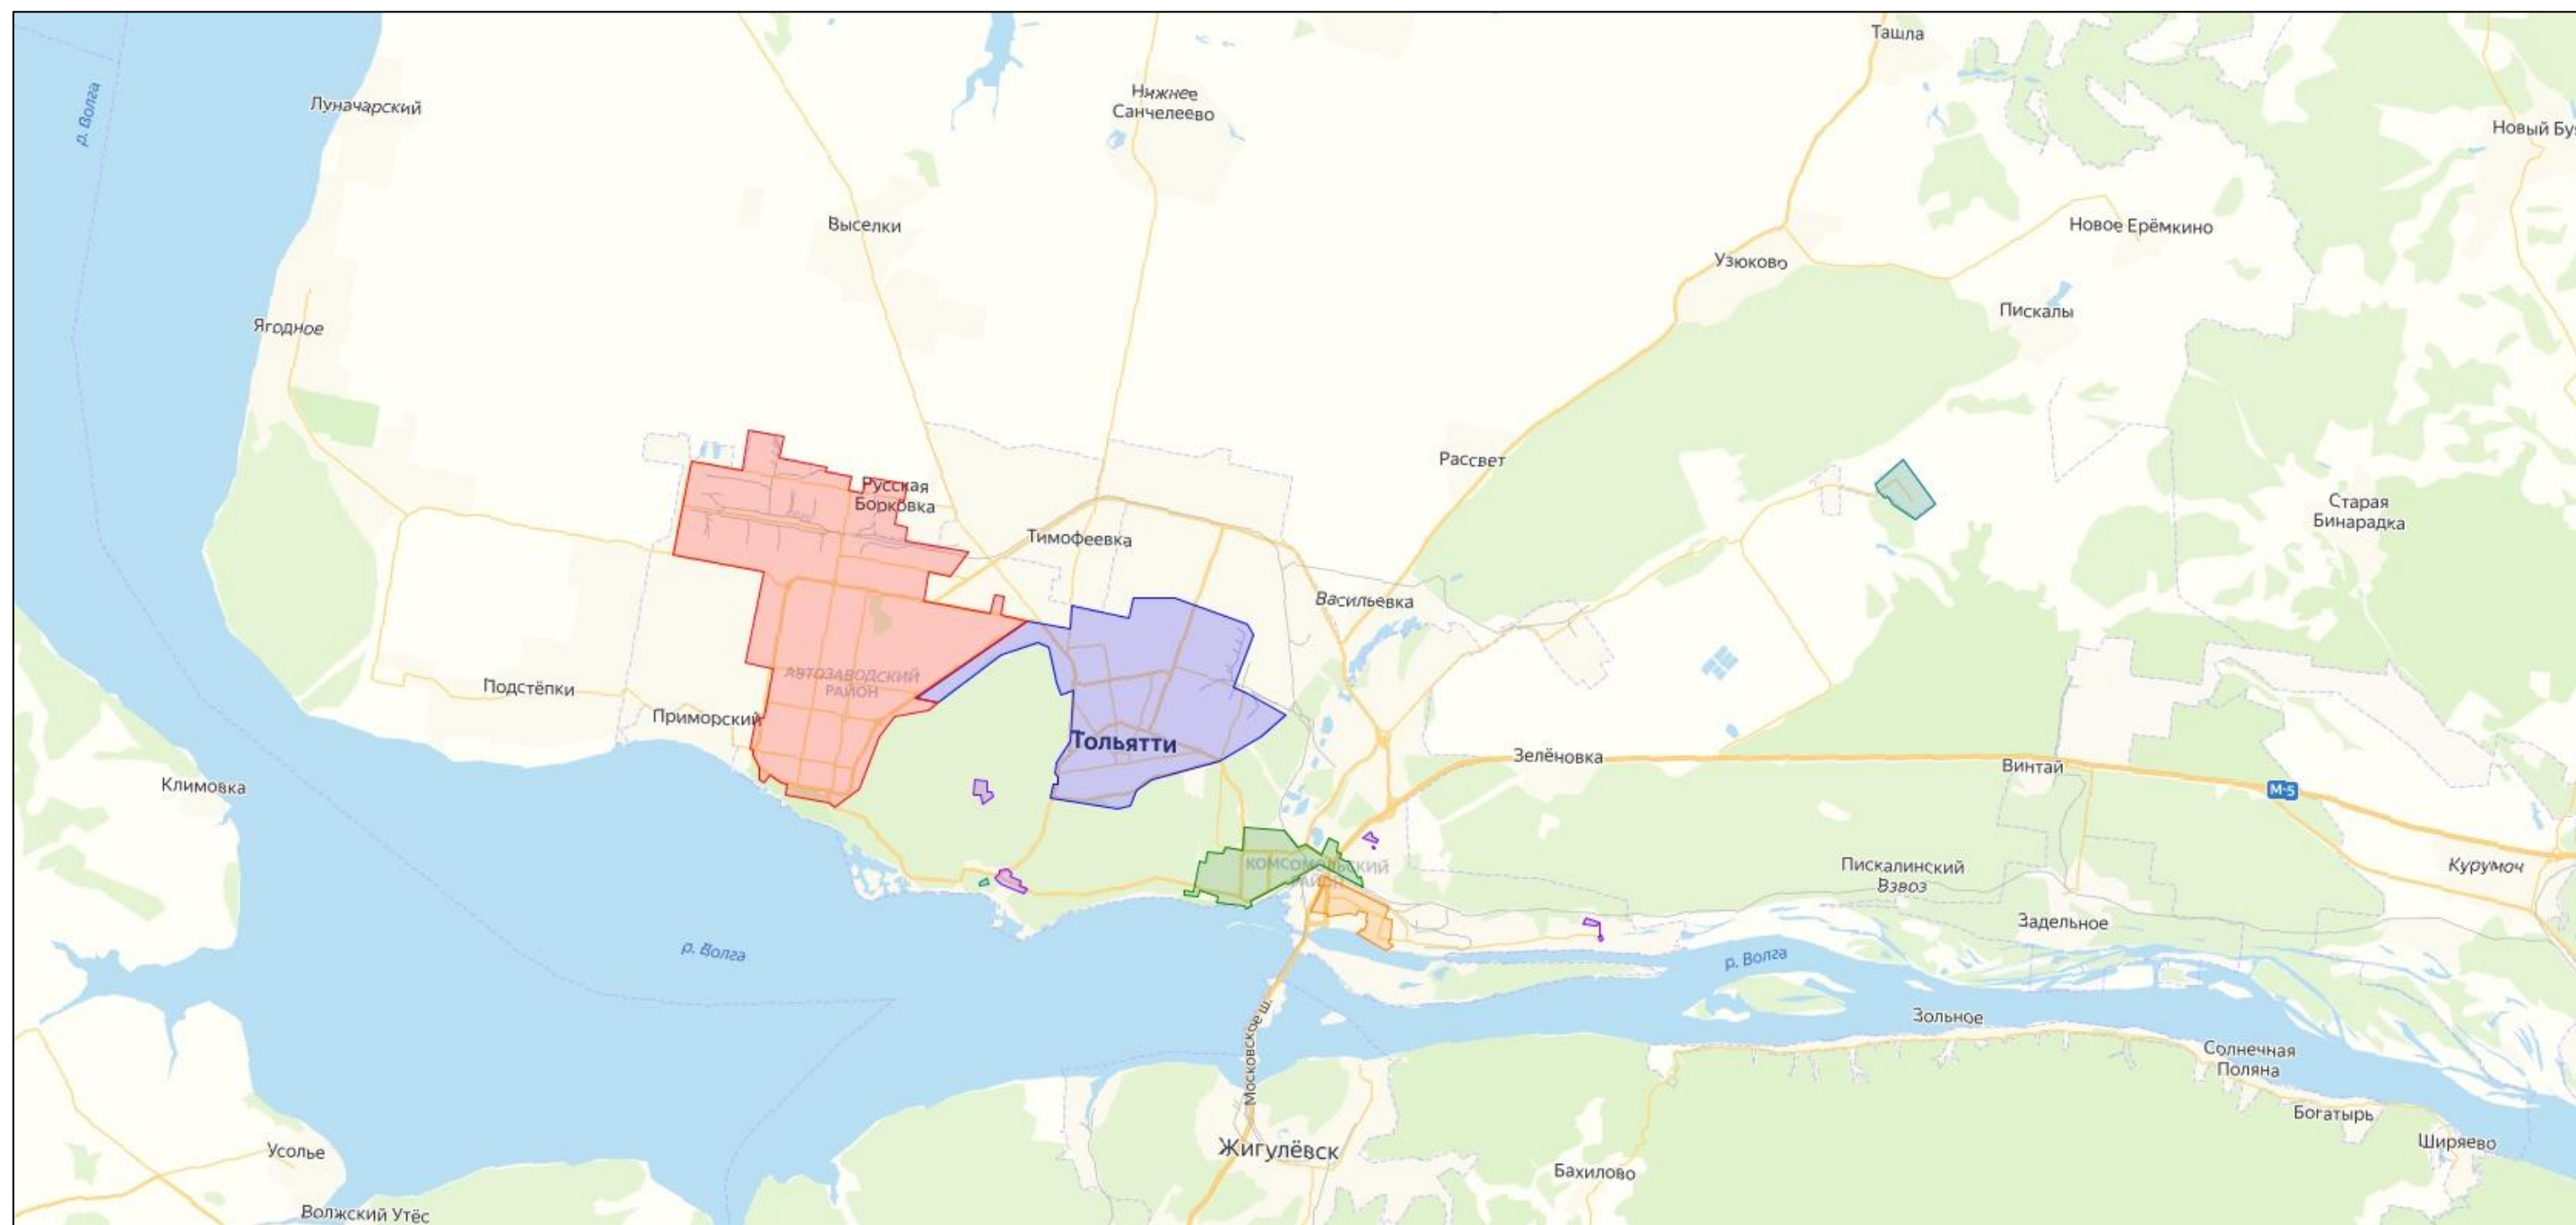 Ташла
р. Волга
Луначарский
Нижнее
Санчелеево
Новый Бу
Выселки
Новое Ерёмкино
Узюково
Пискалы
Ягодное
Рассвет
Русская
Борковка
Старая
Бинарадка
Тимофеевка
Васильевка
АВТОЗАВОДСКИЙ
РАЙОН
Подстёпки
Приморский
Тольятти
Зелёновка
Винтай
Климовка
М-5
КОМСОМОЛЬСКИЙ
РАЙОН
Пискалинский
Взвоз
Курумоч
Задельное
р. Волга
р. Волга
Зольное
Московское ш.
Солнечная
Поляна
Богатырь
Жигулёвск
Ширяево
Усолье
Бахилово
Волжский Утёс